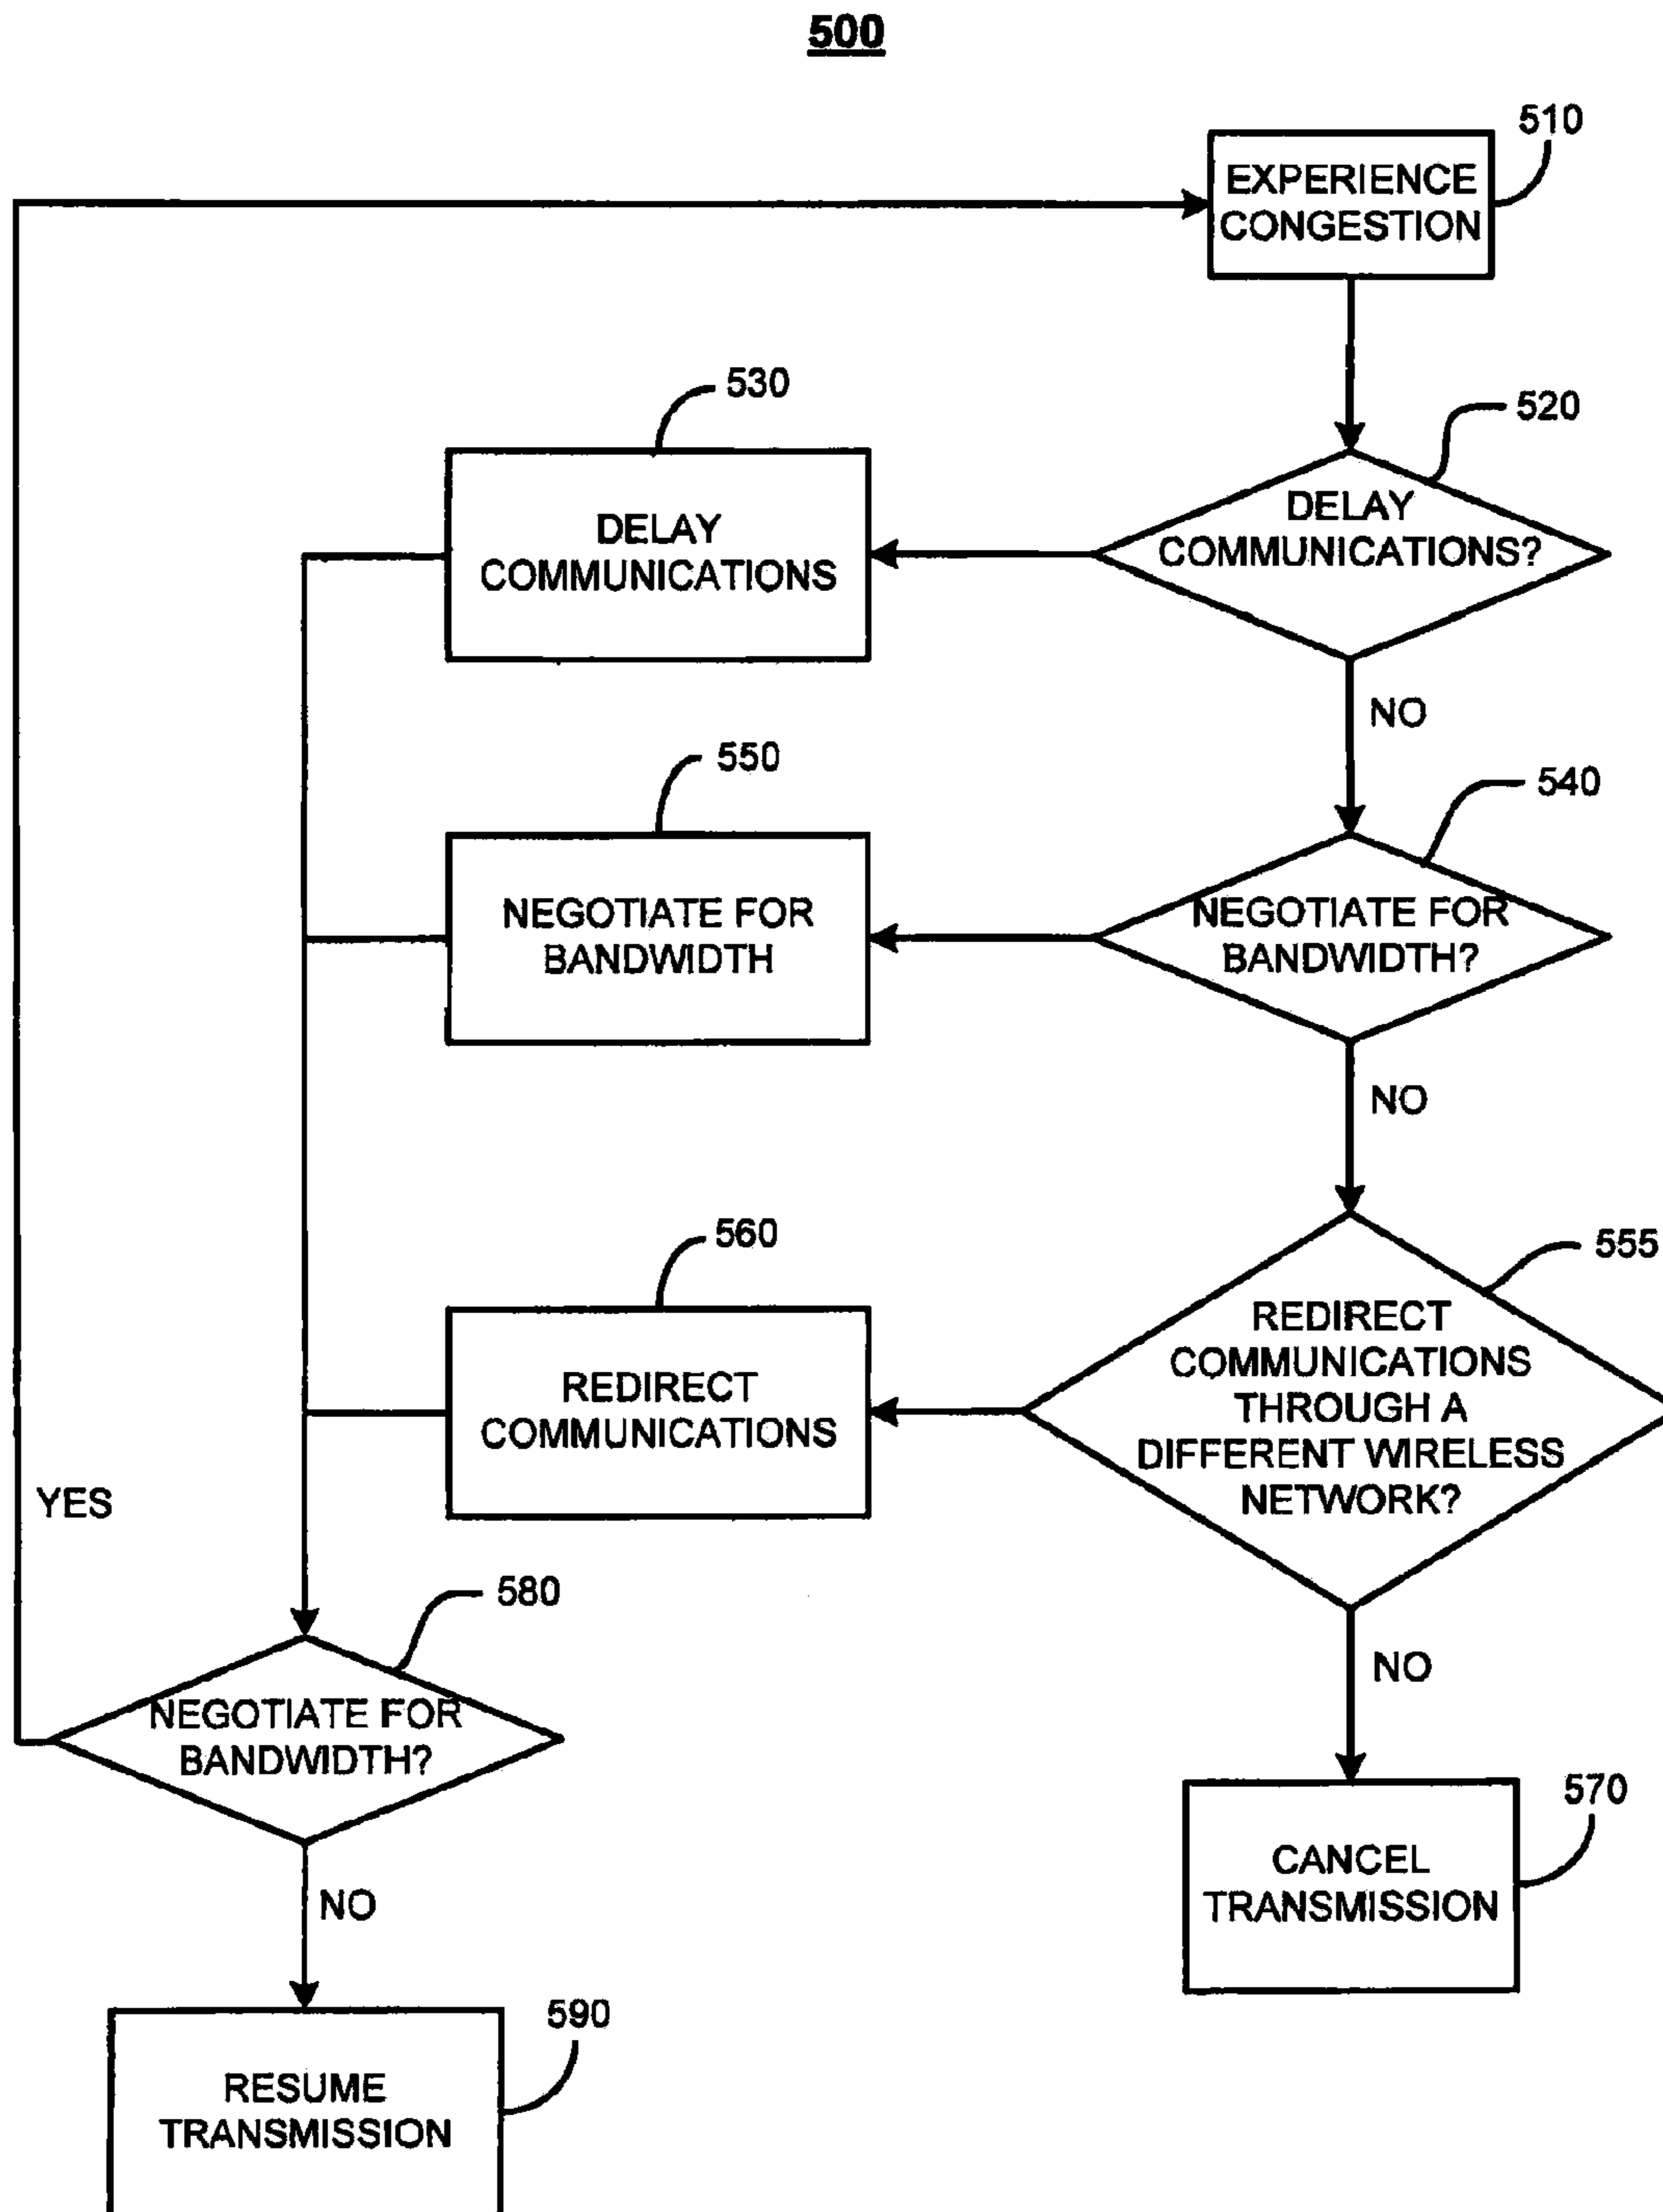 500
510
EXPERIENCE
CONGESTION
530
520
DELAY
COMMUNICATIONS
DELAY
COMMUNICATIONS?
NO
550
540
NEGOTIATE FOR
BANDWIDTH
NEGOTIATE FOR
BANDWIDTH?
NO
560
555
REDIRECT
COMMUNICATIONS
REDIRECT
COMMUNICATIONS
THROUGH A
DIFFERENT WIRELESS
NETWORK?
YES
580
NO
NEGOTIATE FOR
BANDWIDTH?
570
CANCEL
TRANSMISSION
NO
590
RESUME
TRANSMISSION